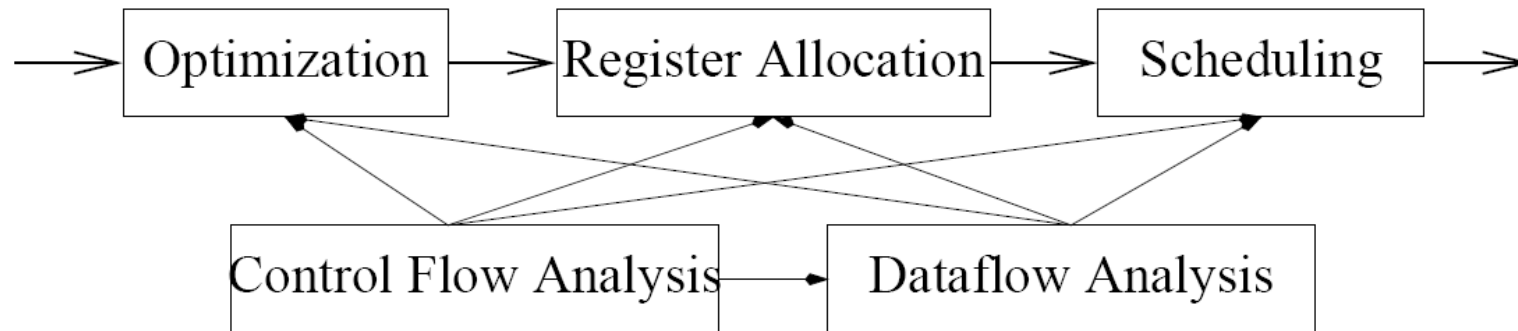 Optimization
Register Allocation
Scheduling
Control Flow Analysis
Dataflow Analysis